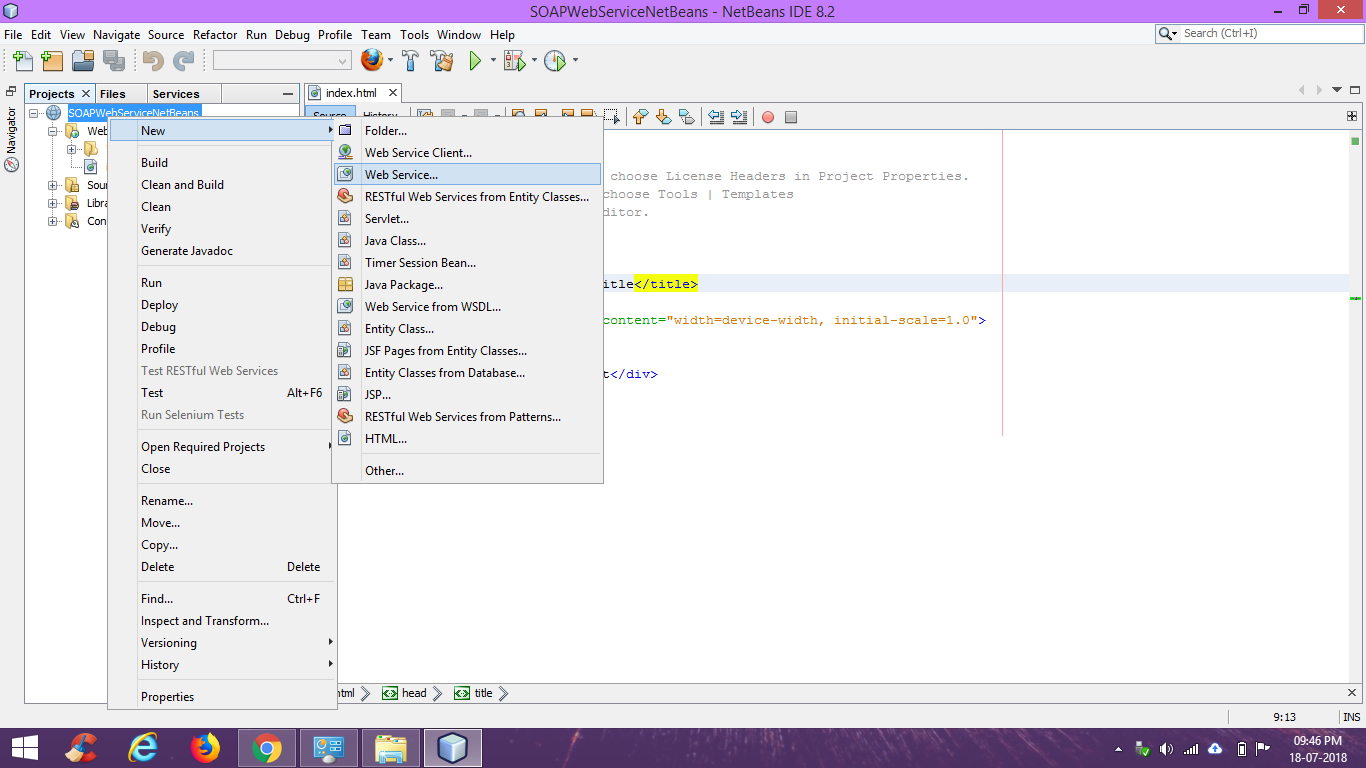 SOAPWebServiceNetBeans - NetBeans IDE 8.2
File Edit View Navigate Source Refactor Run Debug Profile Team Tools Window Help
Search (Ctrl+I)
Projects Files Services
index.html
Navigator
SOAPWebServiceNetBeans
Source History
Web
Sour
Libra
Con
New
Build
Clean and Build
Clean
Verify
Generate Javadoc
Run
Deploy
Debug
Profile
Test RESTful Web Services
Test Alt+F6
Run Selenium Tests
Open Required Projects
Close
Rename...
Move...
Copy...
Delete Delete
Find... Ctrl+F
Inspect and Transform...
Versioning
History
Properties
Folder...
Web Service Client...
Web Service...
RESTful Web Services from Entity Classes...
Servlet...
Java Class...
Timer Session Bean...
Java Package...
Web Service from WSDL...
Entity Class...
JSF Pages from Entity Classes...
Entity Classes from Database...
JSP...
RESTful Web Services from Patterns...
HTML...
Other...
choose License Headers in Project Properties.
choose Tools | Templates
ditor.
itle</title>
content="width=device-width, initial-scale=1.0">
t</div>
html head title
9:13 INS
09:46 PM
18-07-2018